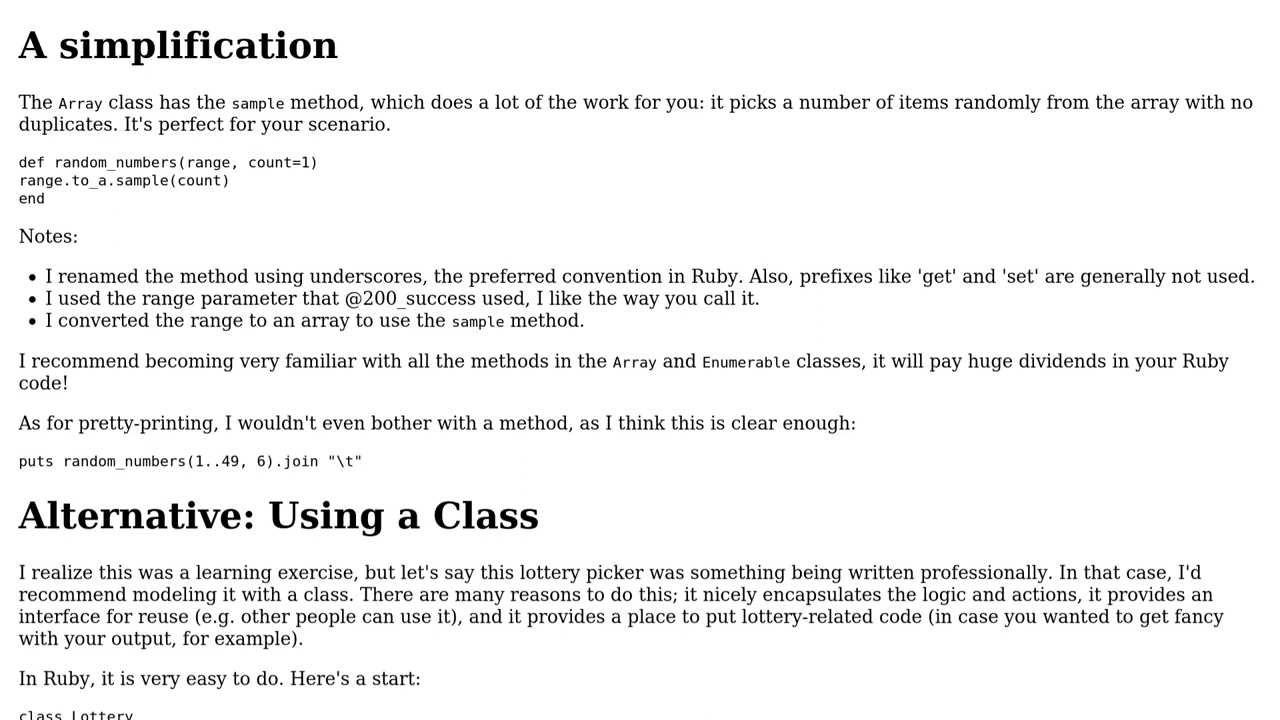 A simplification
The Array class has the sample method, which does a lot of the work for you: it picks a number of items randomly from the array with no
duplicates. It's perfect for your scenario.
def random_numbers(range, count=1)
range.to_a.sample(count)
end
Notes:
• I renamed the method using underscores, the preferred convention in Ruby. Also, prefixes like 'get' and 'set' are generally not used.
• I used the range parameter that @200_success used, I like the way you call it.
• I converted the range to an array to use the sample method.
I recommend becoming very familiar with all the methods in the Array and Enumerable classes, it will pay huge dividends in your Ruby
code!
As for pretty-printing, I wouldn't even bother with a method, as I think this is clear enough:
puts random_numbers(1..49, 6).join "\t"
Alternative: Using a Class
I realize this was a learning exercise, but let's say this lottery picker was something being written professionally. In that case, I'd
recommend modeling it with a class. There are many reasons to do this; it nicely encapsulates the logic and actions, it provides an
interface for reuse (e.g. other people can use it), and it provides a place to put lottery-related code (in case you wanted to get fancy
with your output, for example).
In Ruby, it is very easy to do. Here's a start:
class Lottery